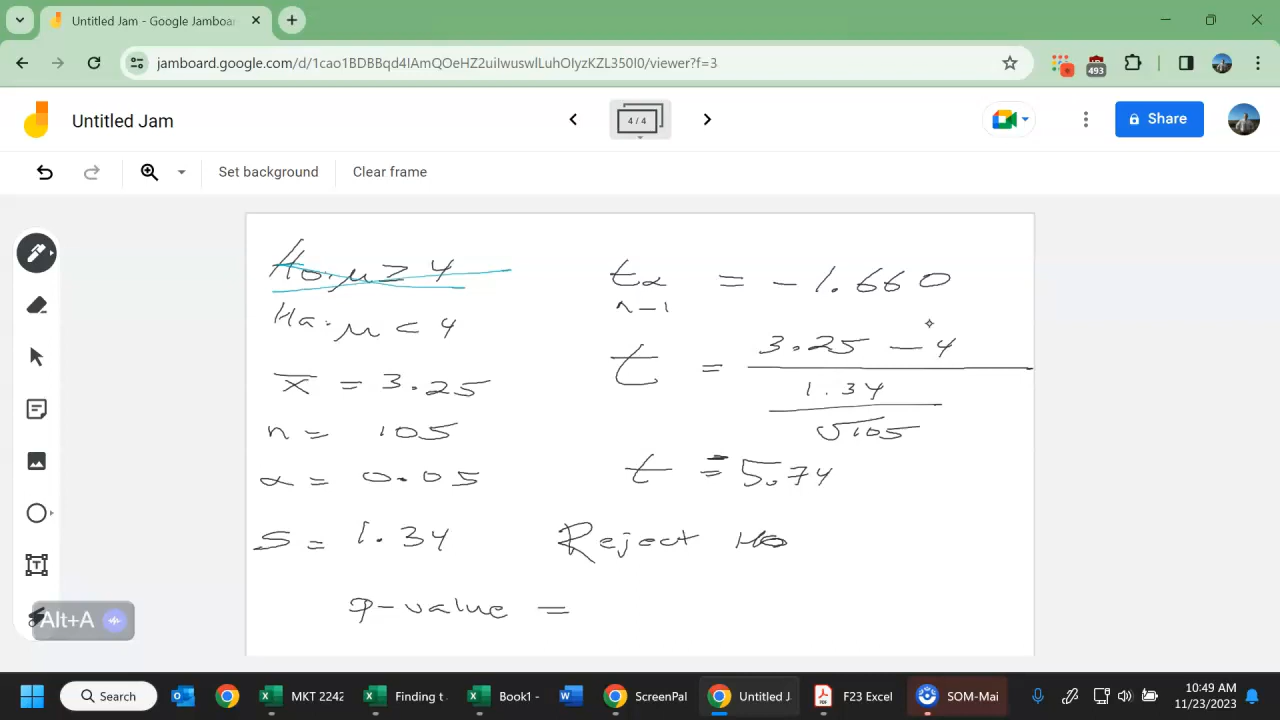 Untitled Jam - Google Jamboar
jamboard.google.com/d/1cao1BDBBqd4IAmQOeHZ2uiIwuswlLuhOIyzKZL350I0/viewer?f=3
493
Untitled Jam
4 / 4
Share
Set background
Clear frame
Ho: μ ≥ 4
Ha: μ < 4
x̄ = 3.25
n = 105
α = 0.05
s = 1.34
p-value =
tα = -1.660
n-1
t = 3.25 - 4
1.34
√105
t = -5.74
Reject Ho
Alt+A
Search
MKT 2242
Finding t
Book1 -
ScreenPal
Untitled J
F23 Excel
SOM-Mai
10:49 AM
11/23/2023